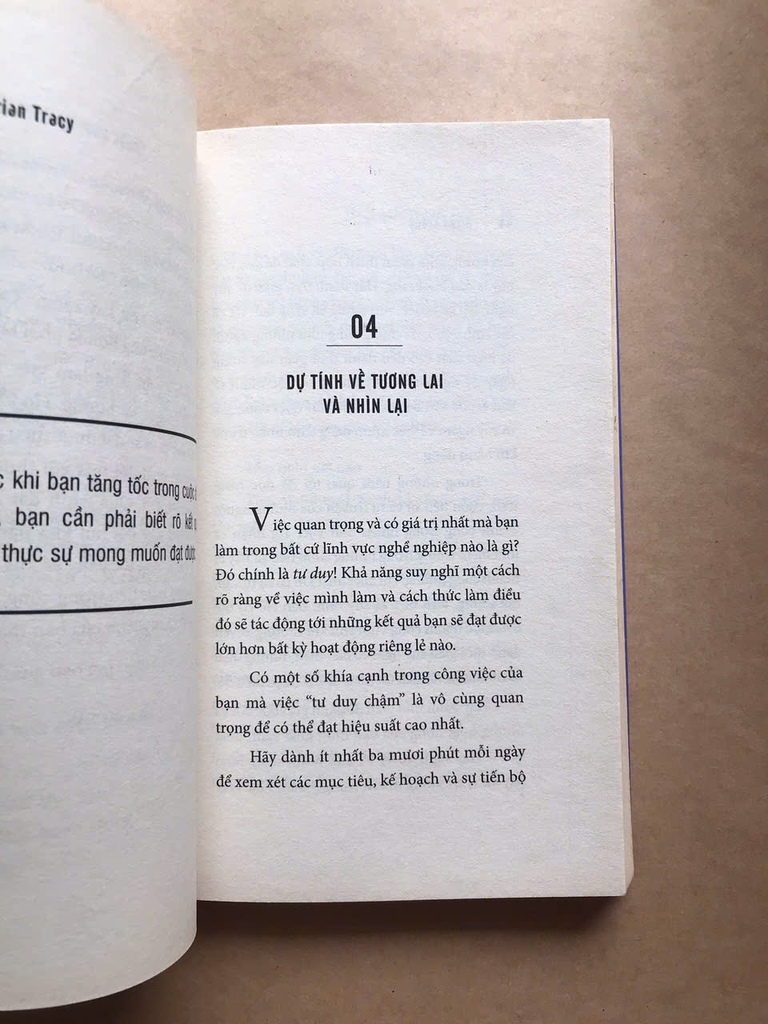 Tracy
khi bạn tăng tốc trong
bạn cần phải biết rõ
thực sự mong muốn đạt
04
DỰ TÍNH VỀ TƯƠNG LAI
VÀ NHÌN LẠI
Việc quan trọng và có giá trị nhất mà bạn
làm trong bất cứ lĩnh vực nghề nghiệp nào là gì?
Đó chính là tư duy! Khả năng suy nghĩ một cách
rõ ràng về việc mình làm và cách thức làm điều
đó sẽ tác động tới những kết quả bạn sẽ đạt được
lớn hơn bất kỳ hoạt động riêng lẻ nào.
Có một số khía cạnh trong công việc của
bạn mà việc “tư duy chậm” là vô cùng quan
trọng để có thể đạt hiệu suất cao nhất.
Hãy dành ít nhất ba mươi phút mỗi ngày
để xem xét các mục tiêu, kế hoạch và sự tiến bộ